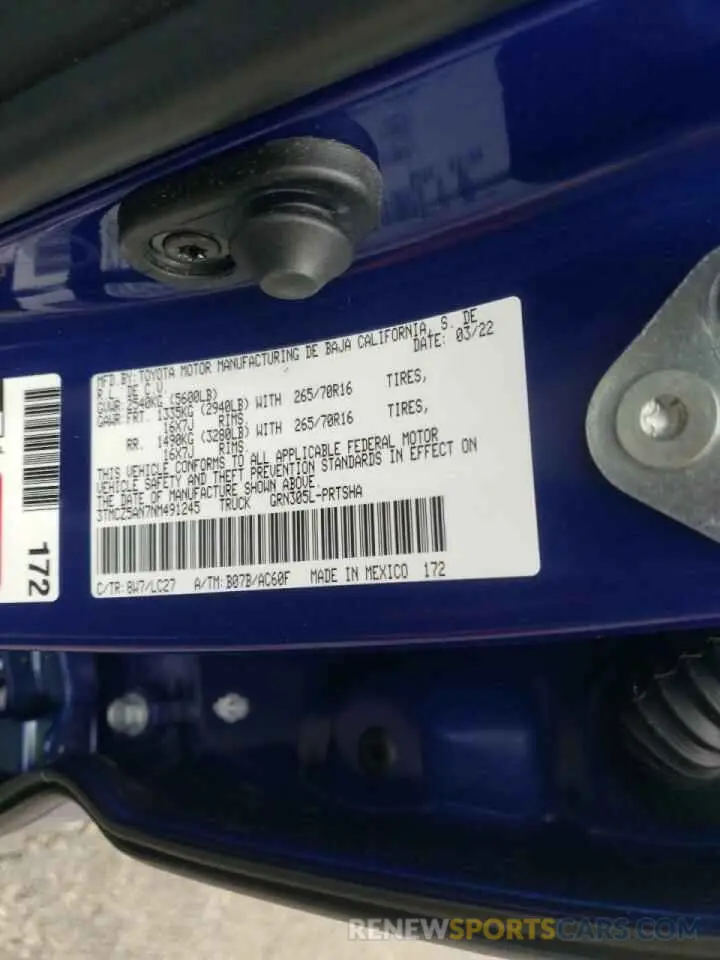 MFD.BY:TOYOTA MOTOR MANUFACTURING DE BAJA CALIFORNIA, S. DE
R.L. DE C.V. DATE: 03/22
GVWR:2540KG (5600LB)
GAWR:FRT. 1335KG (2940LB) WITH 265/70R16 TIRES,
16X7J RIMS,
RR. 1490KG (3280LB) WITH 265/70R16 TIRES,
16X7J RIMS
THIS VEHICLE CONFORMS TO ALL APPLICABLE FEDERAL MOTOR
VEHICLE SAFETY AND THEFT PREVENTION STANDARDS IN EFFECT ON
THE DATE OF MANUFACTURE SHOWN ABOVE.
3TMCZ5AN7NM491245 TRUCK GRN305L-PRTSHA
C/TR:8W7/LC27 A/TM:B07B/AC60F MADE IN MEXICO 172
172
RENEWSPORTSCARS.COM